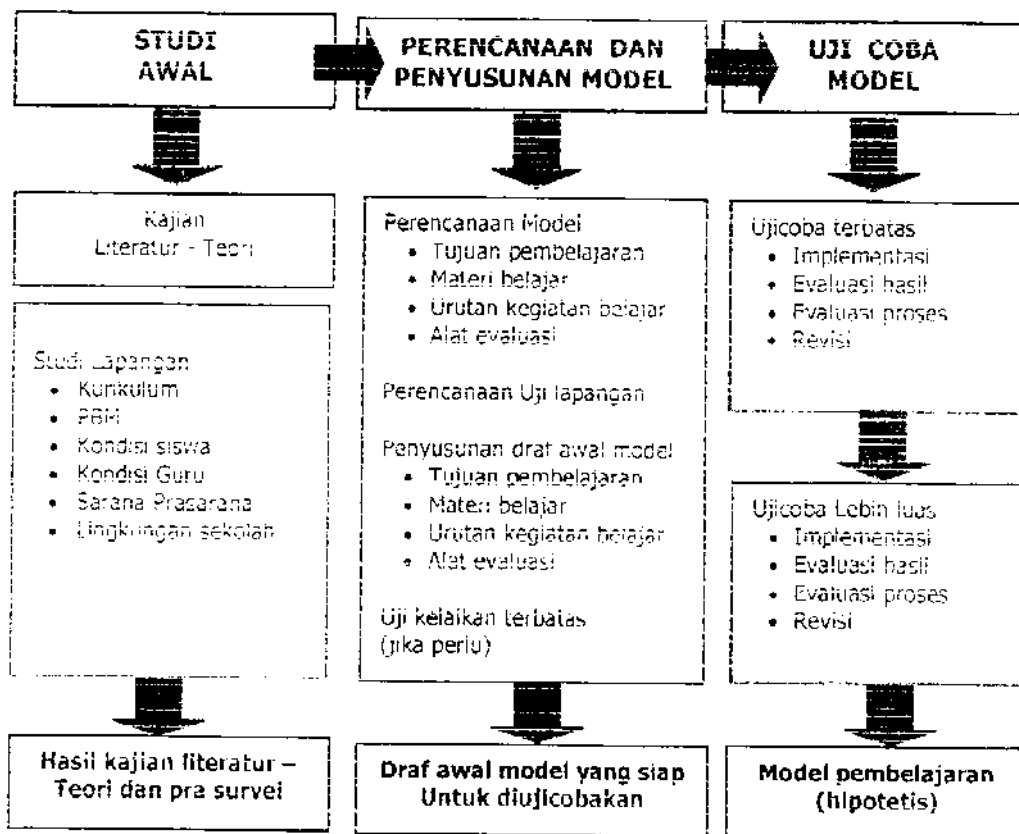 STUDI
AWAL
PERENCANAAN DAN
PENYUSUNAN MODEL
UJI COBA
MODEL
Kajian
Literatur - Teori
Studi Lapangan
• Kurikulum
• PBM
• Kondisi siswa
• Kondisi Guru
• Sarana Prasarana
• Lingkungan sekolah
Hasil kajian literatur –
Teori dan pra survei
Perencanaan Model
• Tujuan pembelajaran
• Materi belajar
• Urutan kegiatan belajar
• Alat evaluasi
Perencanaan Uji lapangan
Penyusunan draf awal model
• Tujuan pembelajaran
• Materi belajar
• Urutan kegiatan belajar
• Alat evaluasi
Uji kelaikan terbatas
(jika perlu)
Draf awal model yang siap
Untuk diujicobakan
Ujicoba terbatas
• Implementasi
• Evaluasi hasil
• Evaluasi proses
• Revisi
Ujicoba Lebih luas
• Implementasi
• Evaluasi hasil
• Evaluasi proses
• Revisi
Model pembelajaran
(hipotetis)